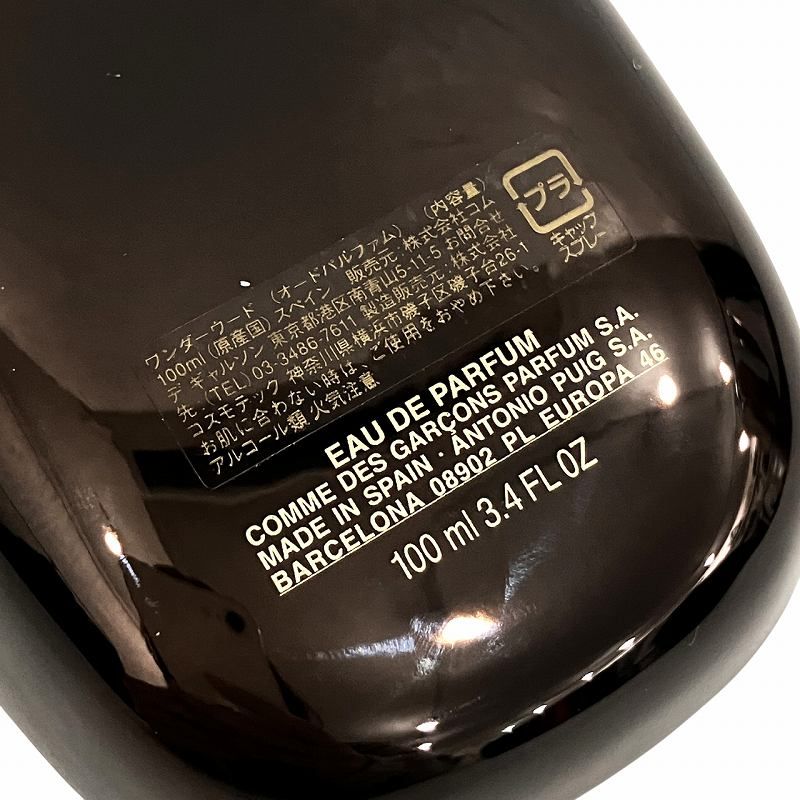 ワンダーウード (オードパルファム) (内容量)
100ml (原産国) スペイン 販売元:株式会社コム
デ ギャルソン 東京都港区南青山5-11-5 お問合せ
先 (TEL) 03-3486-7611 製造販売元:株式会社
コスモテック 神奈川県横浜市磯子区磯子台26-1
お肌に合わない時は、ご使用をおやめ下さい。
アルコール類 火気注意
プラ
キャップ
スプレー
EAU DE PARFUM
COMME DES GARÇONS PARFUM S.A.
MADE IN SPAIN · ANTONIO PUIG S.A.
BARCELONA 08902 PL EUROPA 46
100 ml 3.4 FL OZ